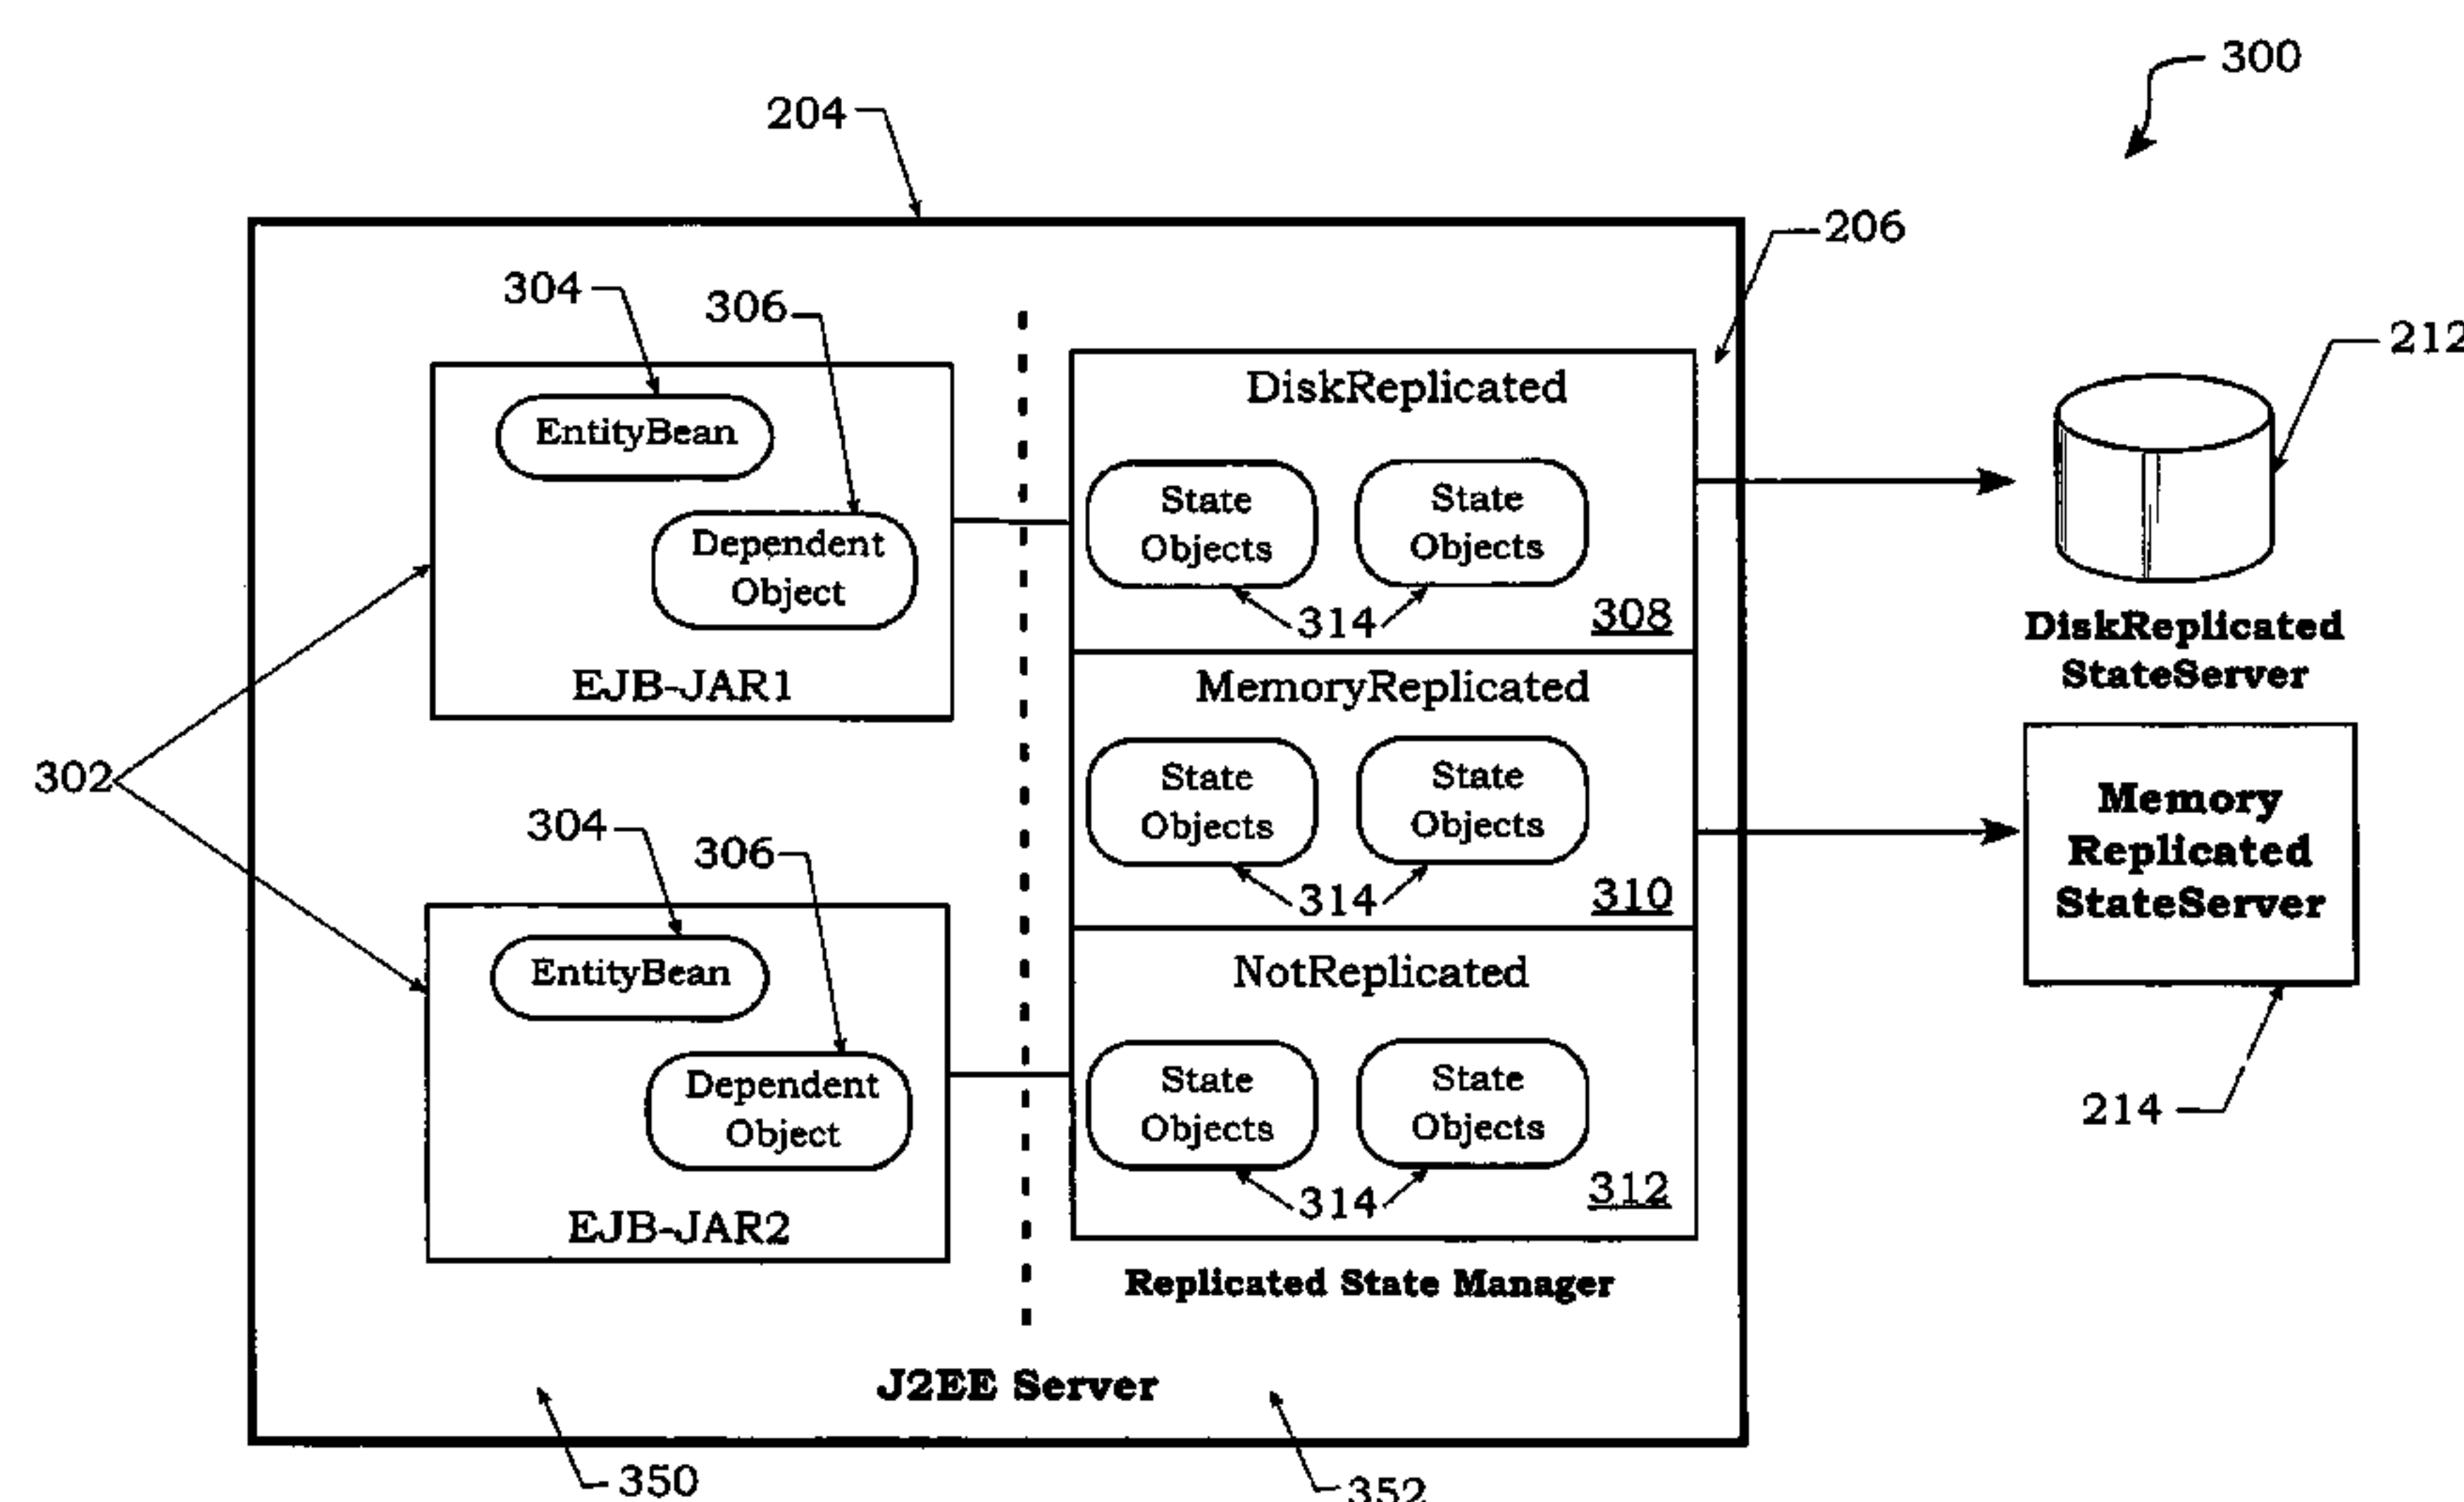 300
204
206
304
306
212
DiskReplicated
EntityBean
State
Objects
State
Objects
Dependent
Object
314
308
DiskReplicated
StateServer
EJB-JAR1
MemoryReplicated
302
State
Objects
State
Objects
Memory
Replicated
StateServer
304
306
314
310
EntityBean
NotReplicated
Dependent
Object
State
Objects
State
Objects
214
314
312
EJB-JAR2
Replicated State Manager
J2EE Server
350
352